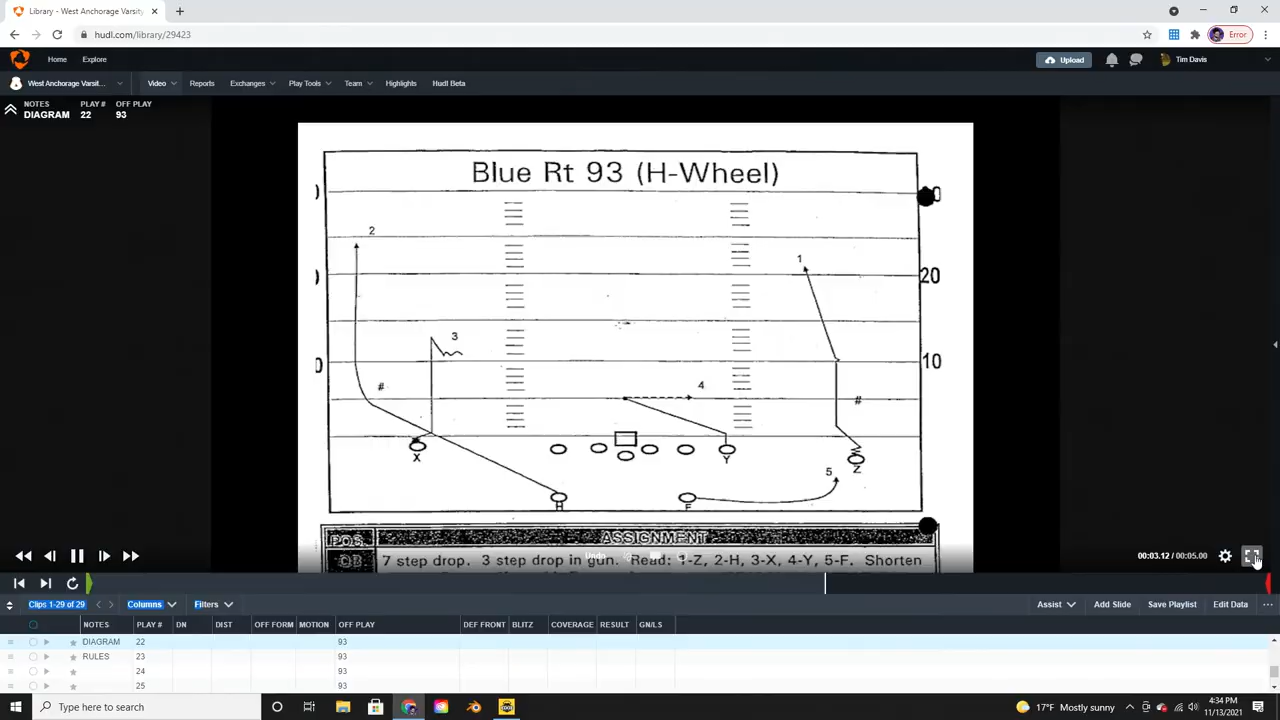 Library - West Anchorage Varsity
hudl.com/library/29423
Error
Home Explore Upload Tim Davis
West Anchorage Varsit... Video Reports Exchanges Play Tools Team Highlights Hudl Beta
NOTES PLAY # OFF PLAY
DIAGRAM 22 93
Blue Rt 93 (H-Wheel)
2
1
20
3
10
4
#
#
X
Y
Z
5
H
F
POS ASSIGNMENT
QB 7 step drop. 3 step drop in gun. Read: 1-Z, 2-H, 3-X, 4-Y, 5-F. Shorten
Undo
00:03.12 / 00:05.00
Clips 1-29 of 29 Columns Filters Assist Add Slide Save Playlist Edit Data
NOTES PLAY # DN DIST OFF FORM MOTION OFF PLAY DEF FRONT BLITZ COVERAGE RESULT GN/LS
DIAGRAM 22 93
RULES 23 93
24 93
25 93
Type here to search
17°F Mostly sunny
4:34 PM
11/13/2021